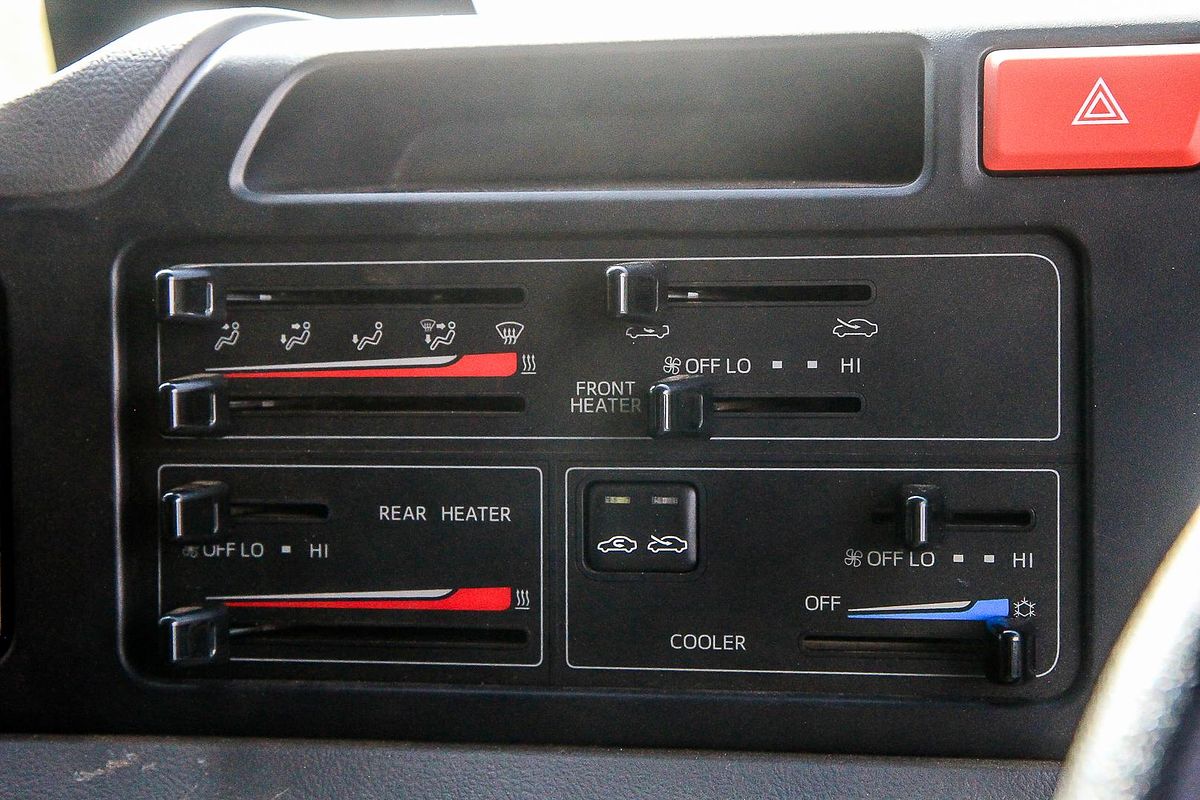 OFF LO HI
FRONT
HEATER
REAR HEATER
OFF LO HI
OFF LO HI
OFF
COOLER